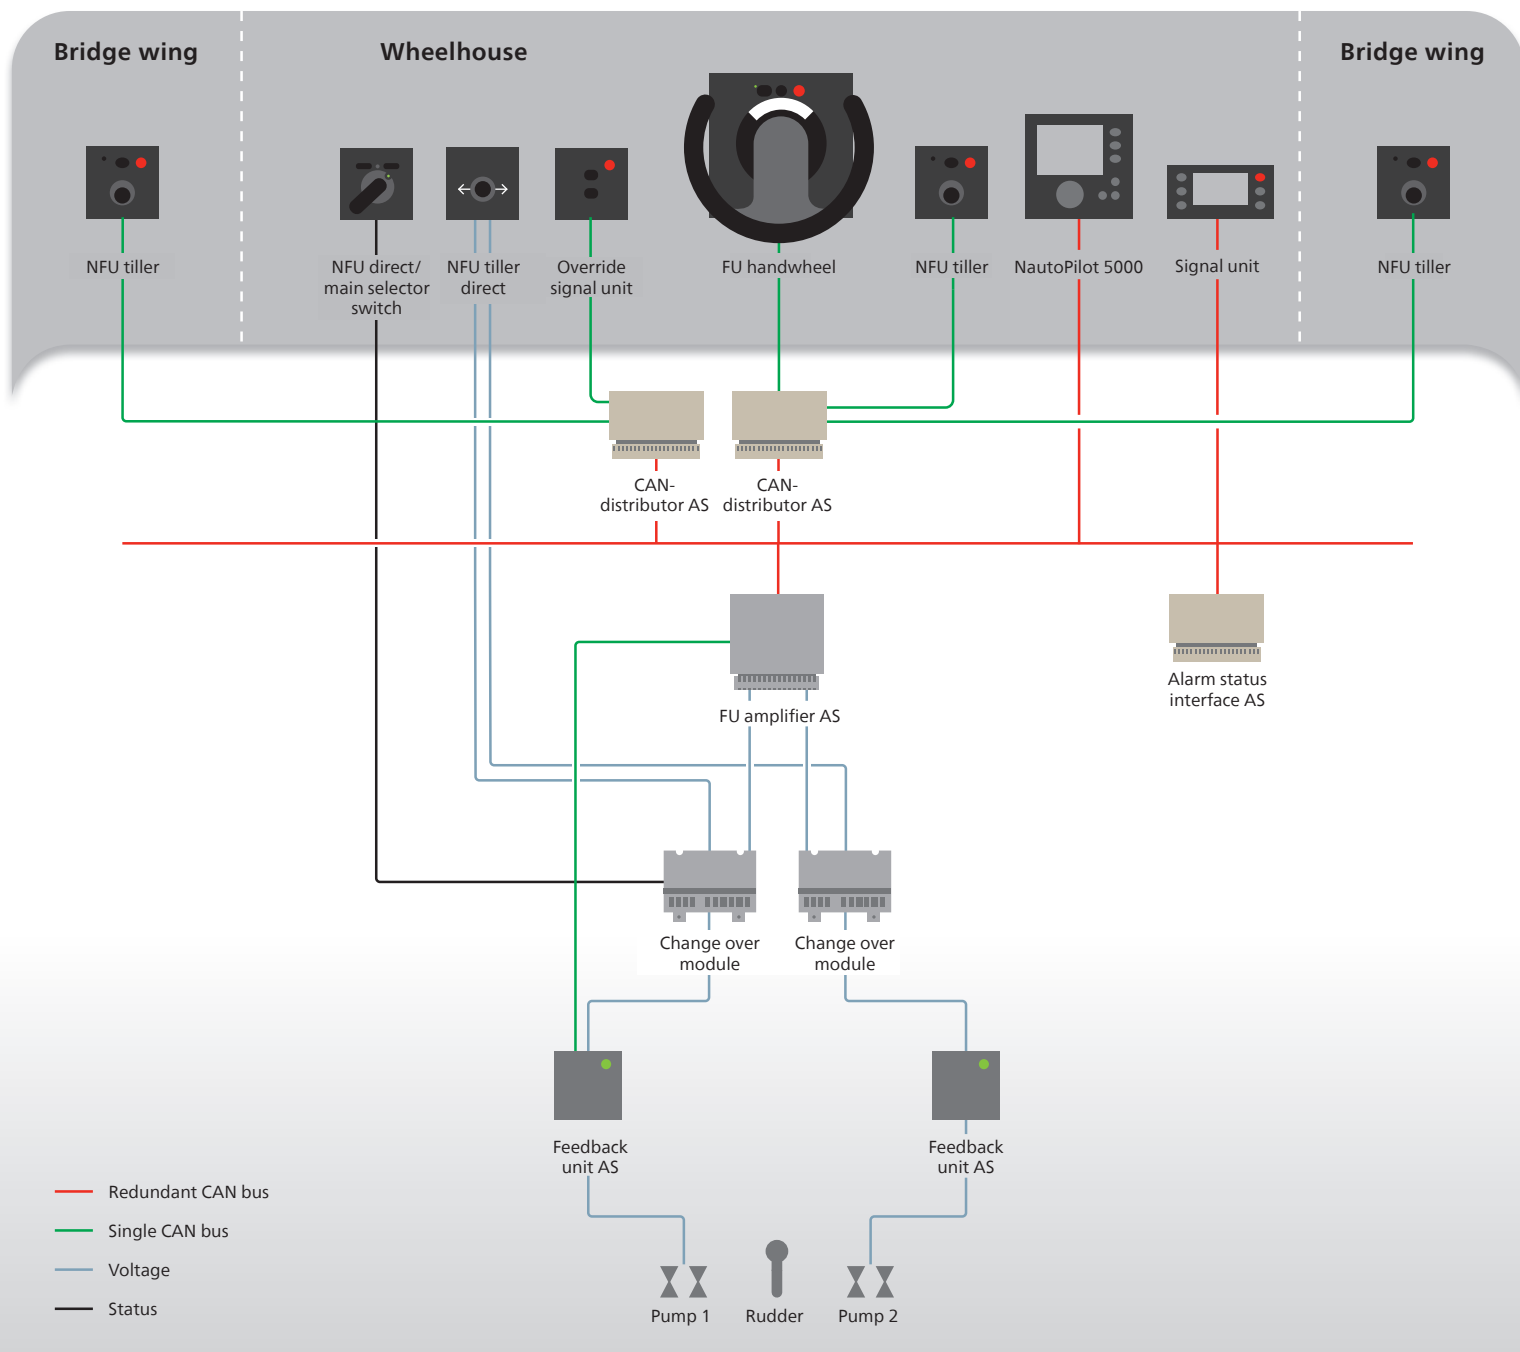 Bridge wing
Wheelhouse
Bridge wing
NFU tiller
NFU direct/
main selector
switch
NFU tiller
direct
Override
signal unit
FU handwheel
NFU tiller
NautoPilot 5000
Signal unit
NFU tiller
CAN-
distributor AS
CAN-
distributor AS
FU amplifier AS
Alarm status
interface AS
Change over
module
Change over
module
Feedback
unit AS
Feedback
unit AS
Redundant CAN bus
Single CAN bus
Voltage
Status
Pump 1
Rudder
Pump 2